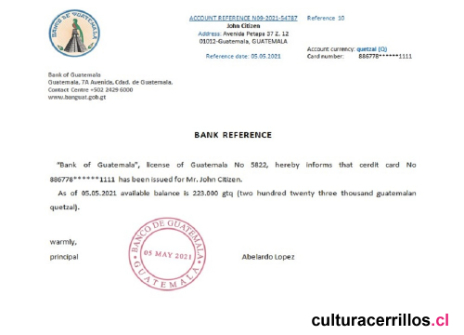 BANCO DE GUATEMALA
ACCOUNT REFERENCE N09-2021-54787
John Citizen
Address: Avenida Petapa 37 Z. 12
01012-Guatemala, GUATEMALA
Reference date: 05.05.2021
Reference 10
Account currency: quetzal (Q)
Card number: 886776******1111
Bank of Guatemala
Guatemala, 7A Avenida, Cdad. de Guatemala.
Contact Centre +502 2429 6000
www.banguat.gob.gt
BANK REFERENCE
"Bank of Guatemala", license of Guatemala No 5822, hereby informs that cerdit card No
886776******1111 has been issued for Mr. John Citizen.
As of 05.05.2021 available balance is 223.000 gtq (two hundred twenty three thousand guatemalan
quetzal).
warmly,
principal
BANCO DE GUATEMALA
05 MAY 2021
GUATEMALA
Abelardo Lopez
culturacerrillos.cl